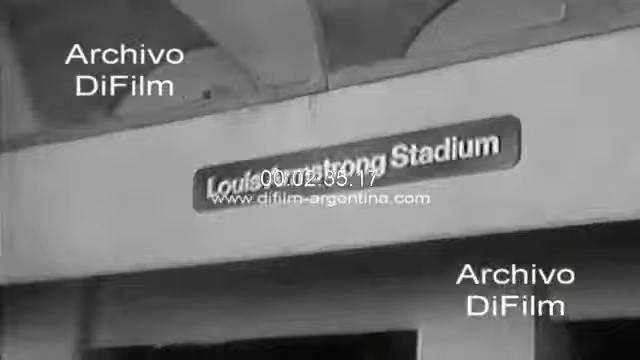 Archivo
DiFilm
Louis Armstrong Stadium
00:02:35.17
www.difilm-argentina.com
Archivo
DiFilm